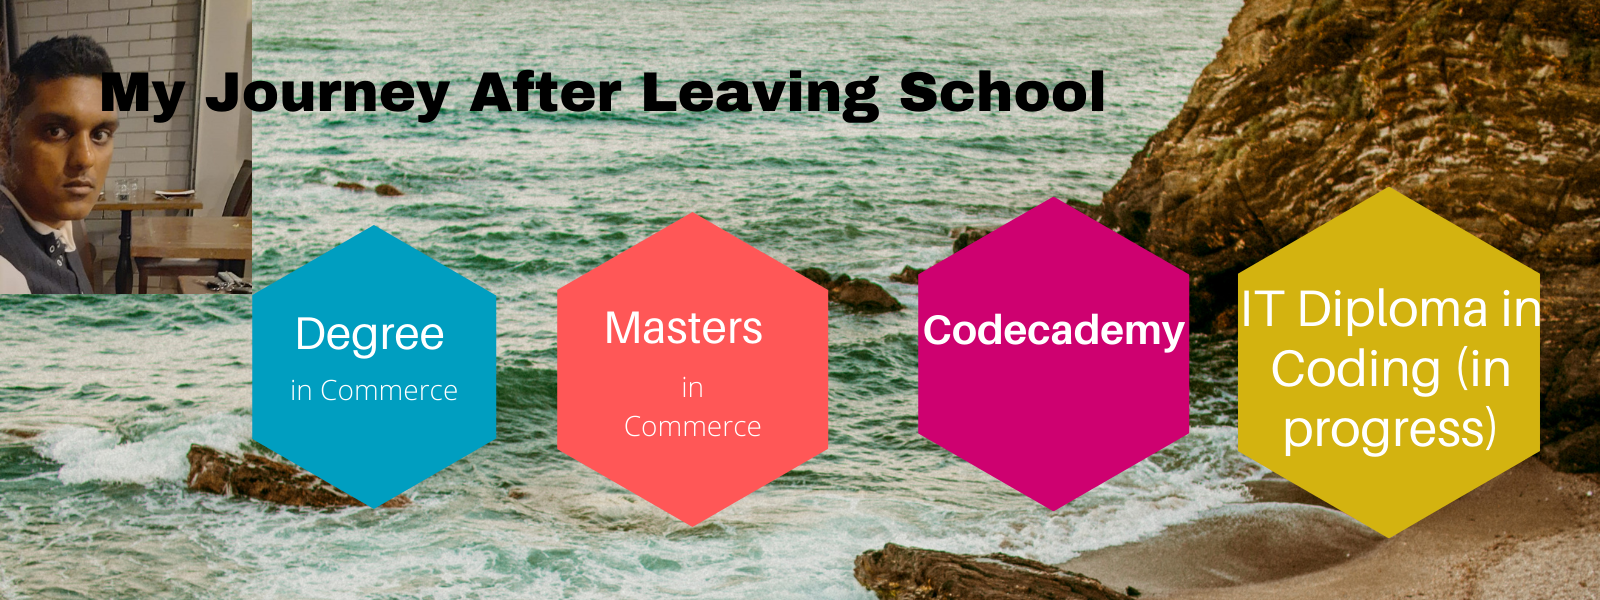 My Journey After Leaving School
Degree
in Commerce
Masters
in
Commerce
Codecademy
IT Diploma in
Coding (in
progress)